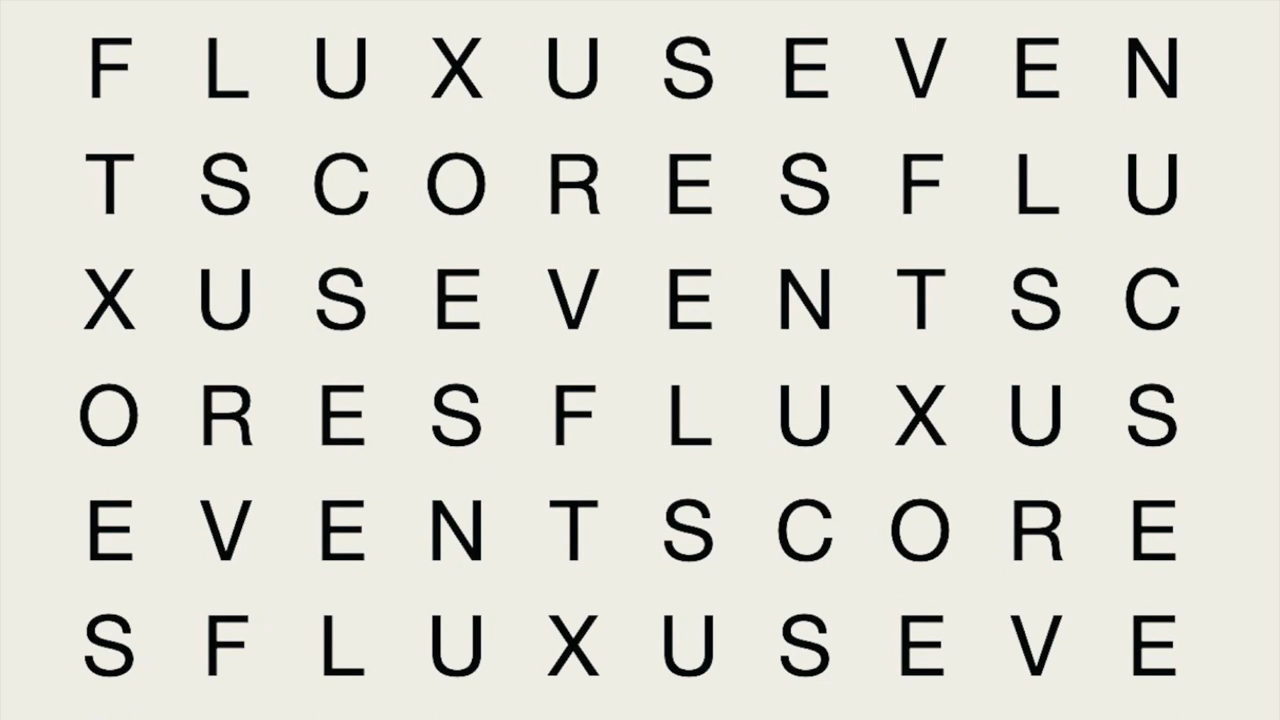 F L U X U S E V E N
T S C O R E S F L U
X U S E V E N T S C
O R E S F L U X U S
E V E N T S C O R E
S F L U X U S E V E